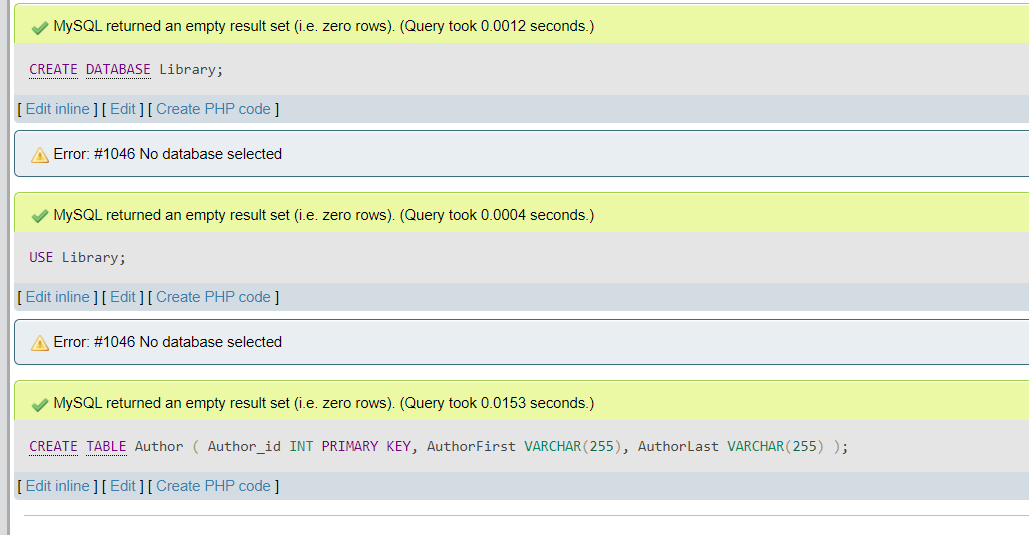 MySQL returned an empty result set (i.e. zero rows). (Query took 0.0012 seconds.)
CREATE DATABASE Library;
[ Edit inline ] [ Edit ] [ Create PHP code ]
Error: #1046 No database selected
MySQL returned an empty result set (i.e. zero rows). (Query took 0.0004 seconds.)
USE Library;
[ Edit inline ] [ Edit ] [ Create PHP code ]
Error: #1046 No database selected
MySQL returned an empty result set (i.e. zero rows). (Query took 0.0153 seconds.)
CREATE TABLE Author ( Author_id INT PRIMARY KEY, AuthorFirst VARCHAR(255), AuthorLast VARCHAR(255) );
[ Edit inline ] [ Edit ] [ Create PHP code ]